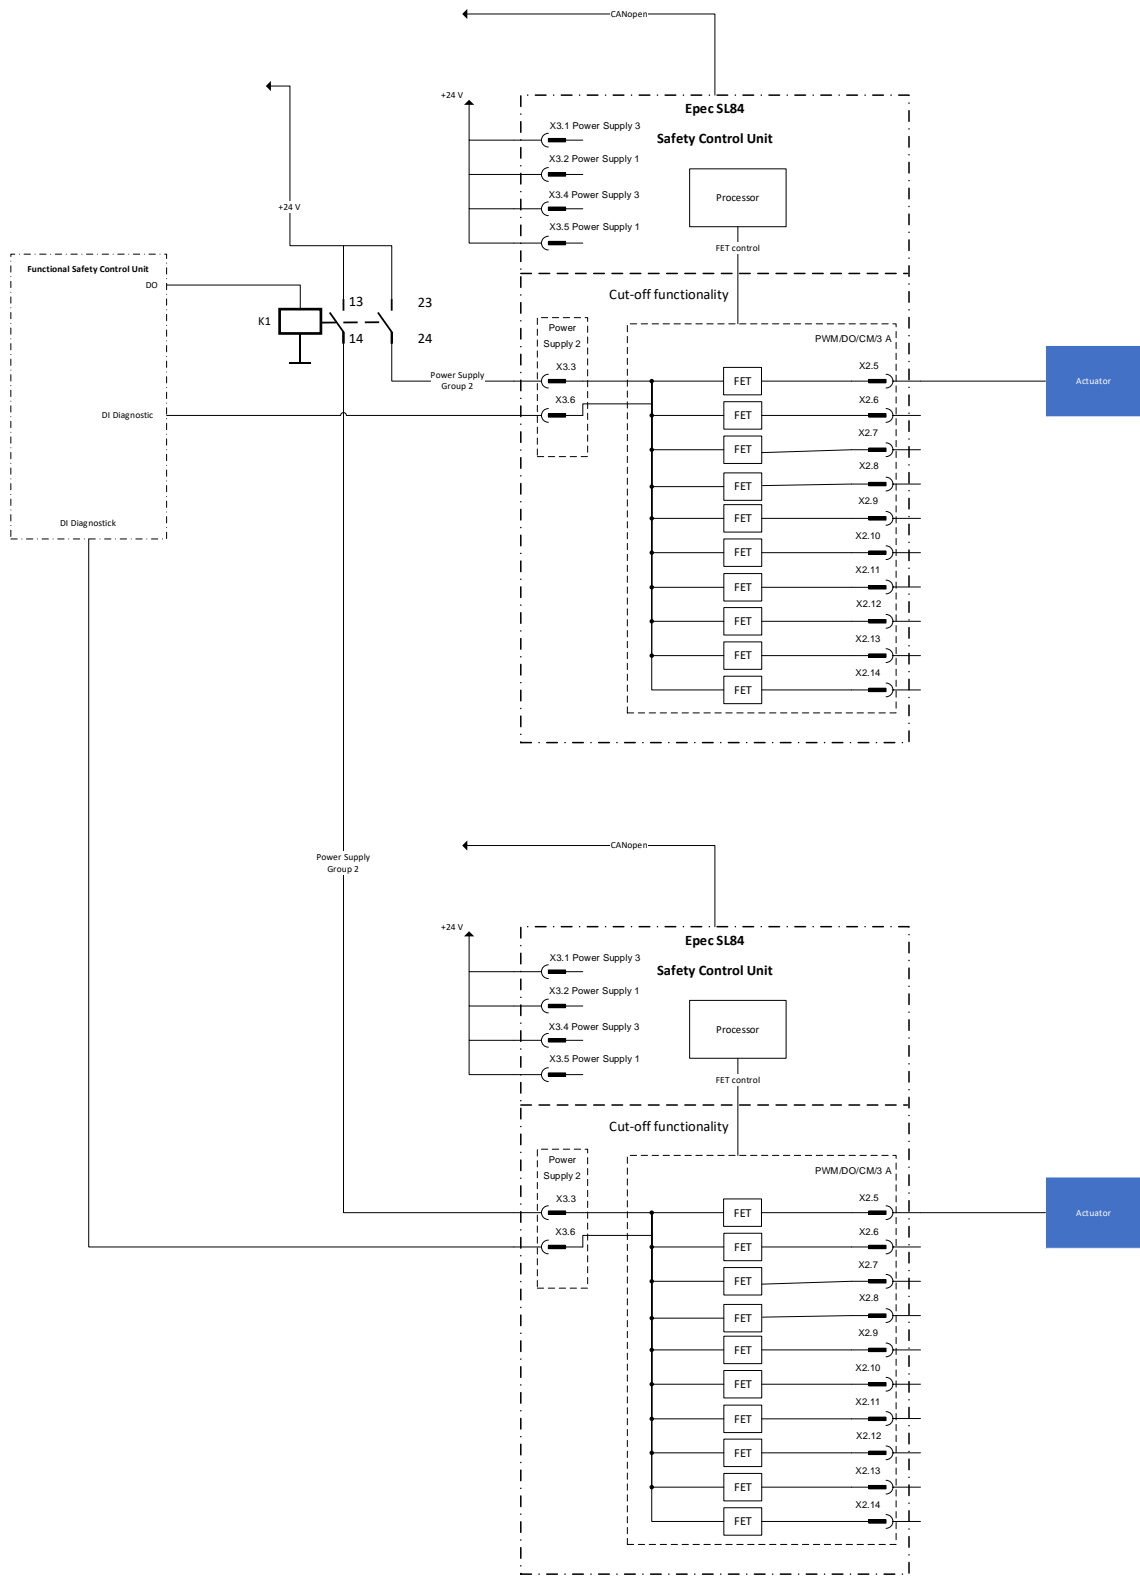 CANopen
+24 V
Epec SL84
Safety Control Unit
X3.1 Power Supply 3
X3.2 Power Supply 1
X3.4 Power Supply 3
X3.5 Power Supply 1
Processor
FET control
+24 V
Functional Safety Control Unit
DO
K1
13
23
14
24
Power Supply
Group 2
DI Diagnostic
DI Diagnostick
Cut-off functionality
Power
Supply 2
X3.3
X3.6
PWM/DO/CM/3 A
FET
X2.5
Actuator
FET
X2.6
FET
X2.7
FET
X2.8
FET
X2.9
FET
X2.10
FET
X2.11
FET
X2.12
FET
X2.13
FET
X2.14
Power Supply
Group 2
CANopen
+24 V
Epec SL84
Safety Control Unit
X3.1 Power Supply 3
X3.2 Power Supply 1
X3.4 Power Supply 3
X3.5 Power Supply 1
Processor
FET control
Cut-off functionality
Power
Supply 2
X3.3
X3.6
PWM/DO/CM/3 A
FET
X2.5
Actuator
FET
X2.6
FET
X2.7
FET
X2.8
FET
X2.9
FET
X2.10
FET
X2.11
FET
X2.12
FET
X2.13
FET
X2.14